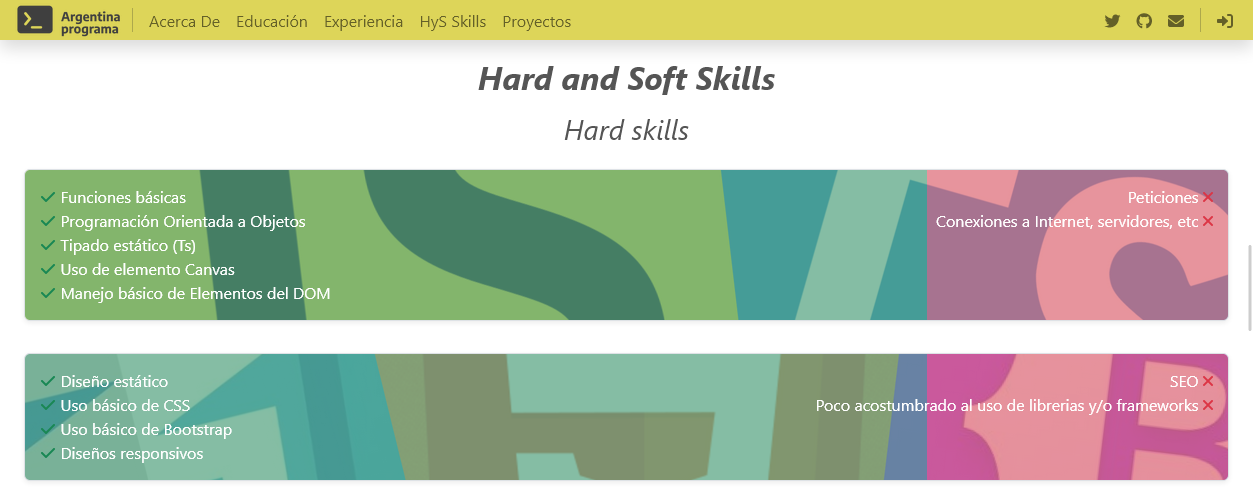 Argentina
programa
Acerca De Educación Experiencia HyS Skills Proyectos
Hard and Soft Skills
Hard skills
Funciones básicas
Programación Orientada a Objetos
Tipado estático (Ts)
Uso de elemento Canvas
Manejo básico de Elementos del DOM
Peticiones
Conexiones a Internet, servidores, etc
Diseño estático
Uso básico de CSS
Uso básico de Bootstrap
Diseños responsivos
SEO
Poco acostumbrado al uso de librerias y/o frameworks